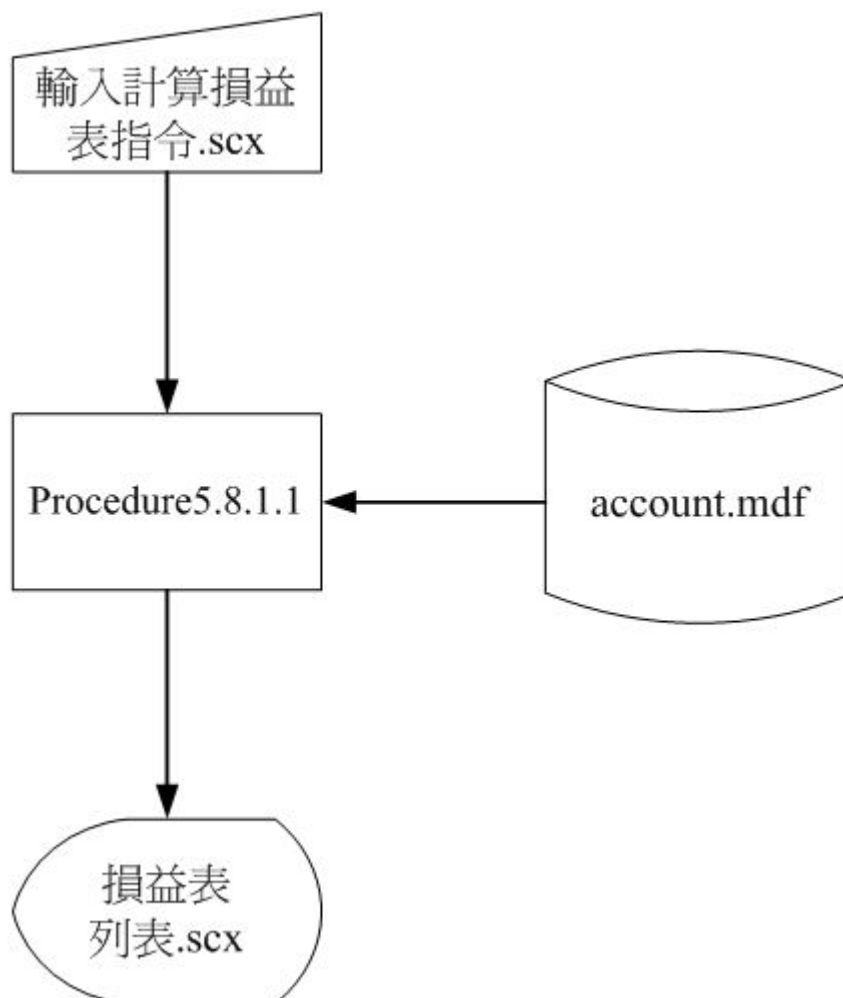 輸入計算損益
表指令.scx
Procedure5.8.1.1
account.mdf
損益表
列表.scx